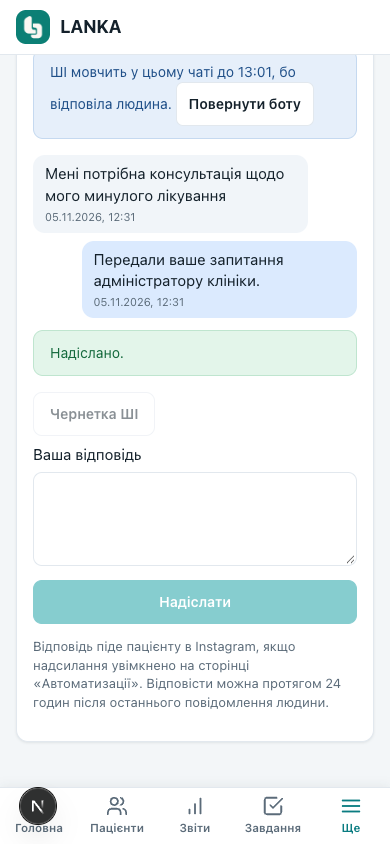 LANKA
ШІ мовчить у цьому чаті до 13:01, бо
відповіла людина. Повернути боту
Мені потрібна консультація щодо
мого минулого лікування
05.11.2026, 12:31
Передали ваше запитання
адміністратору клініки.
05.11.2026, 12:31
Надіслано.
Чернетка ШІ
Ваша відповідь
Надіслати
Відповідь піде пацієнту в Instagram, якщо
надсилання увімкнено на сторінці
«Автоматизації». Відповісти можна протягом 24
годин після останнього повідомлення людини.
N
Головна Пацієнти Звіти Завдання Ще